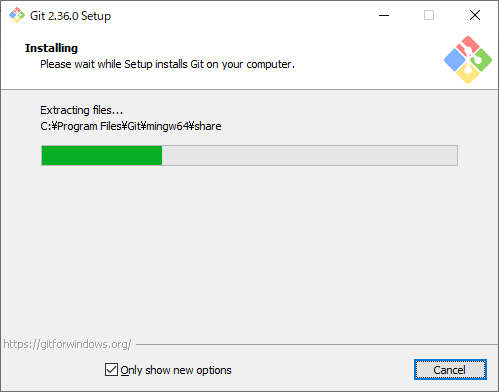 Git 2.36.0 Setup
Installing
Please wait while Setup installs Git on your computer.
Extracting files...
C:¥Program Files¥Git¥mingw64¥share
https://gitforwindows.org/
Only show new options
Cancel